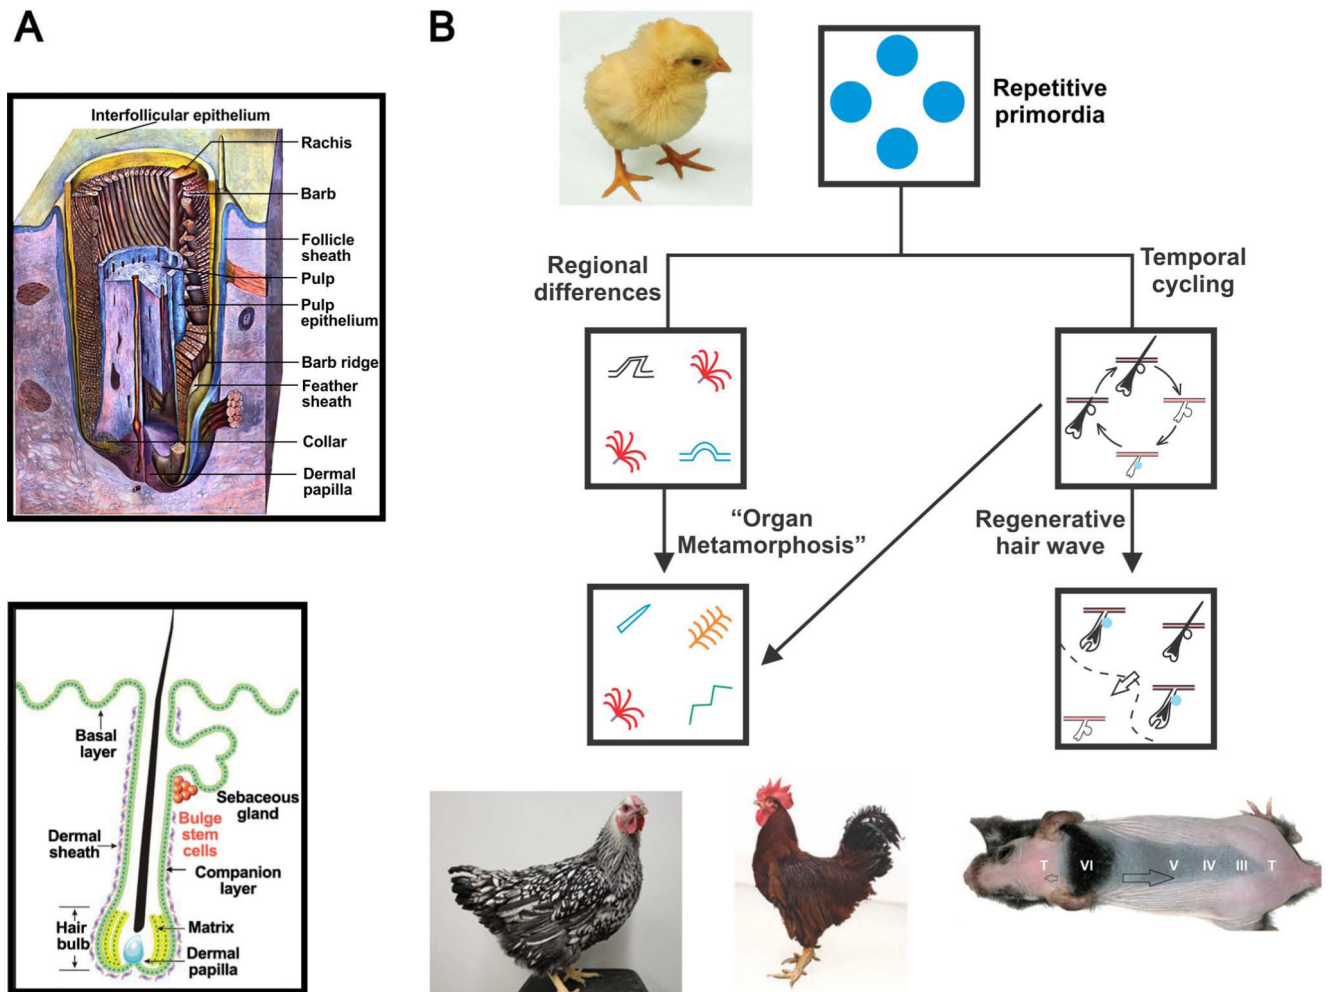 A
Interfollicular epithelium
Rachis
Barb
Follicle
sheath
Pulp
Pulp
epithelium
Barb ridge
Feather
sheath
Collar
Dermal
papilla
Basal
layer
Sebaceous
gland
Bulge
stem
cells
Dermal
sheath
Companion
layer
Hair
bulb
Matrix
Dermal
papilla
B
Repetitive
primordia
Regional
differences
Temporal
cycling
“Organ
Metamorphosis”
Regenerative
hair wave
T VI V IV III T